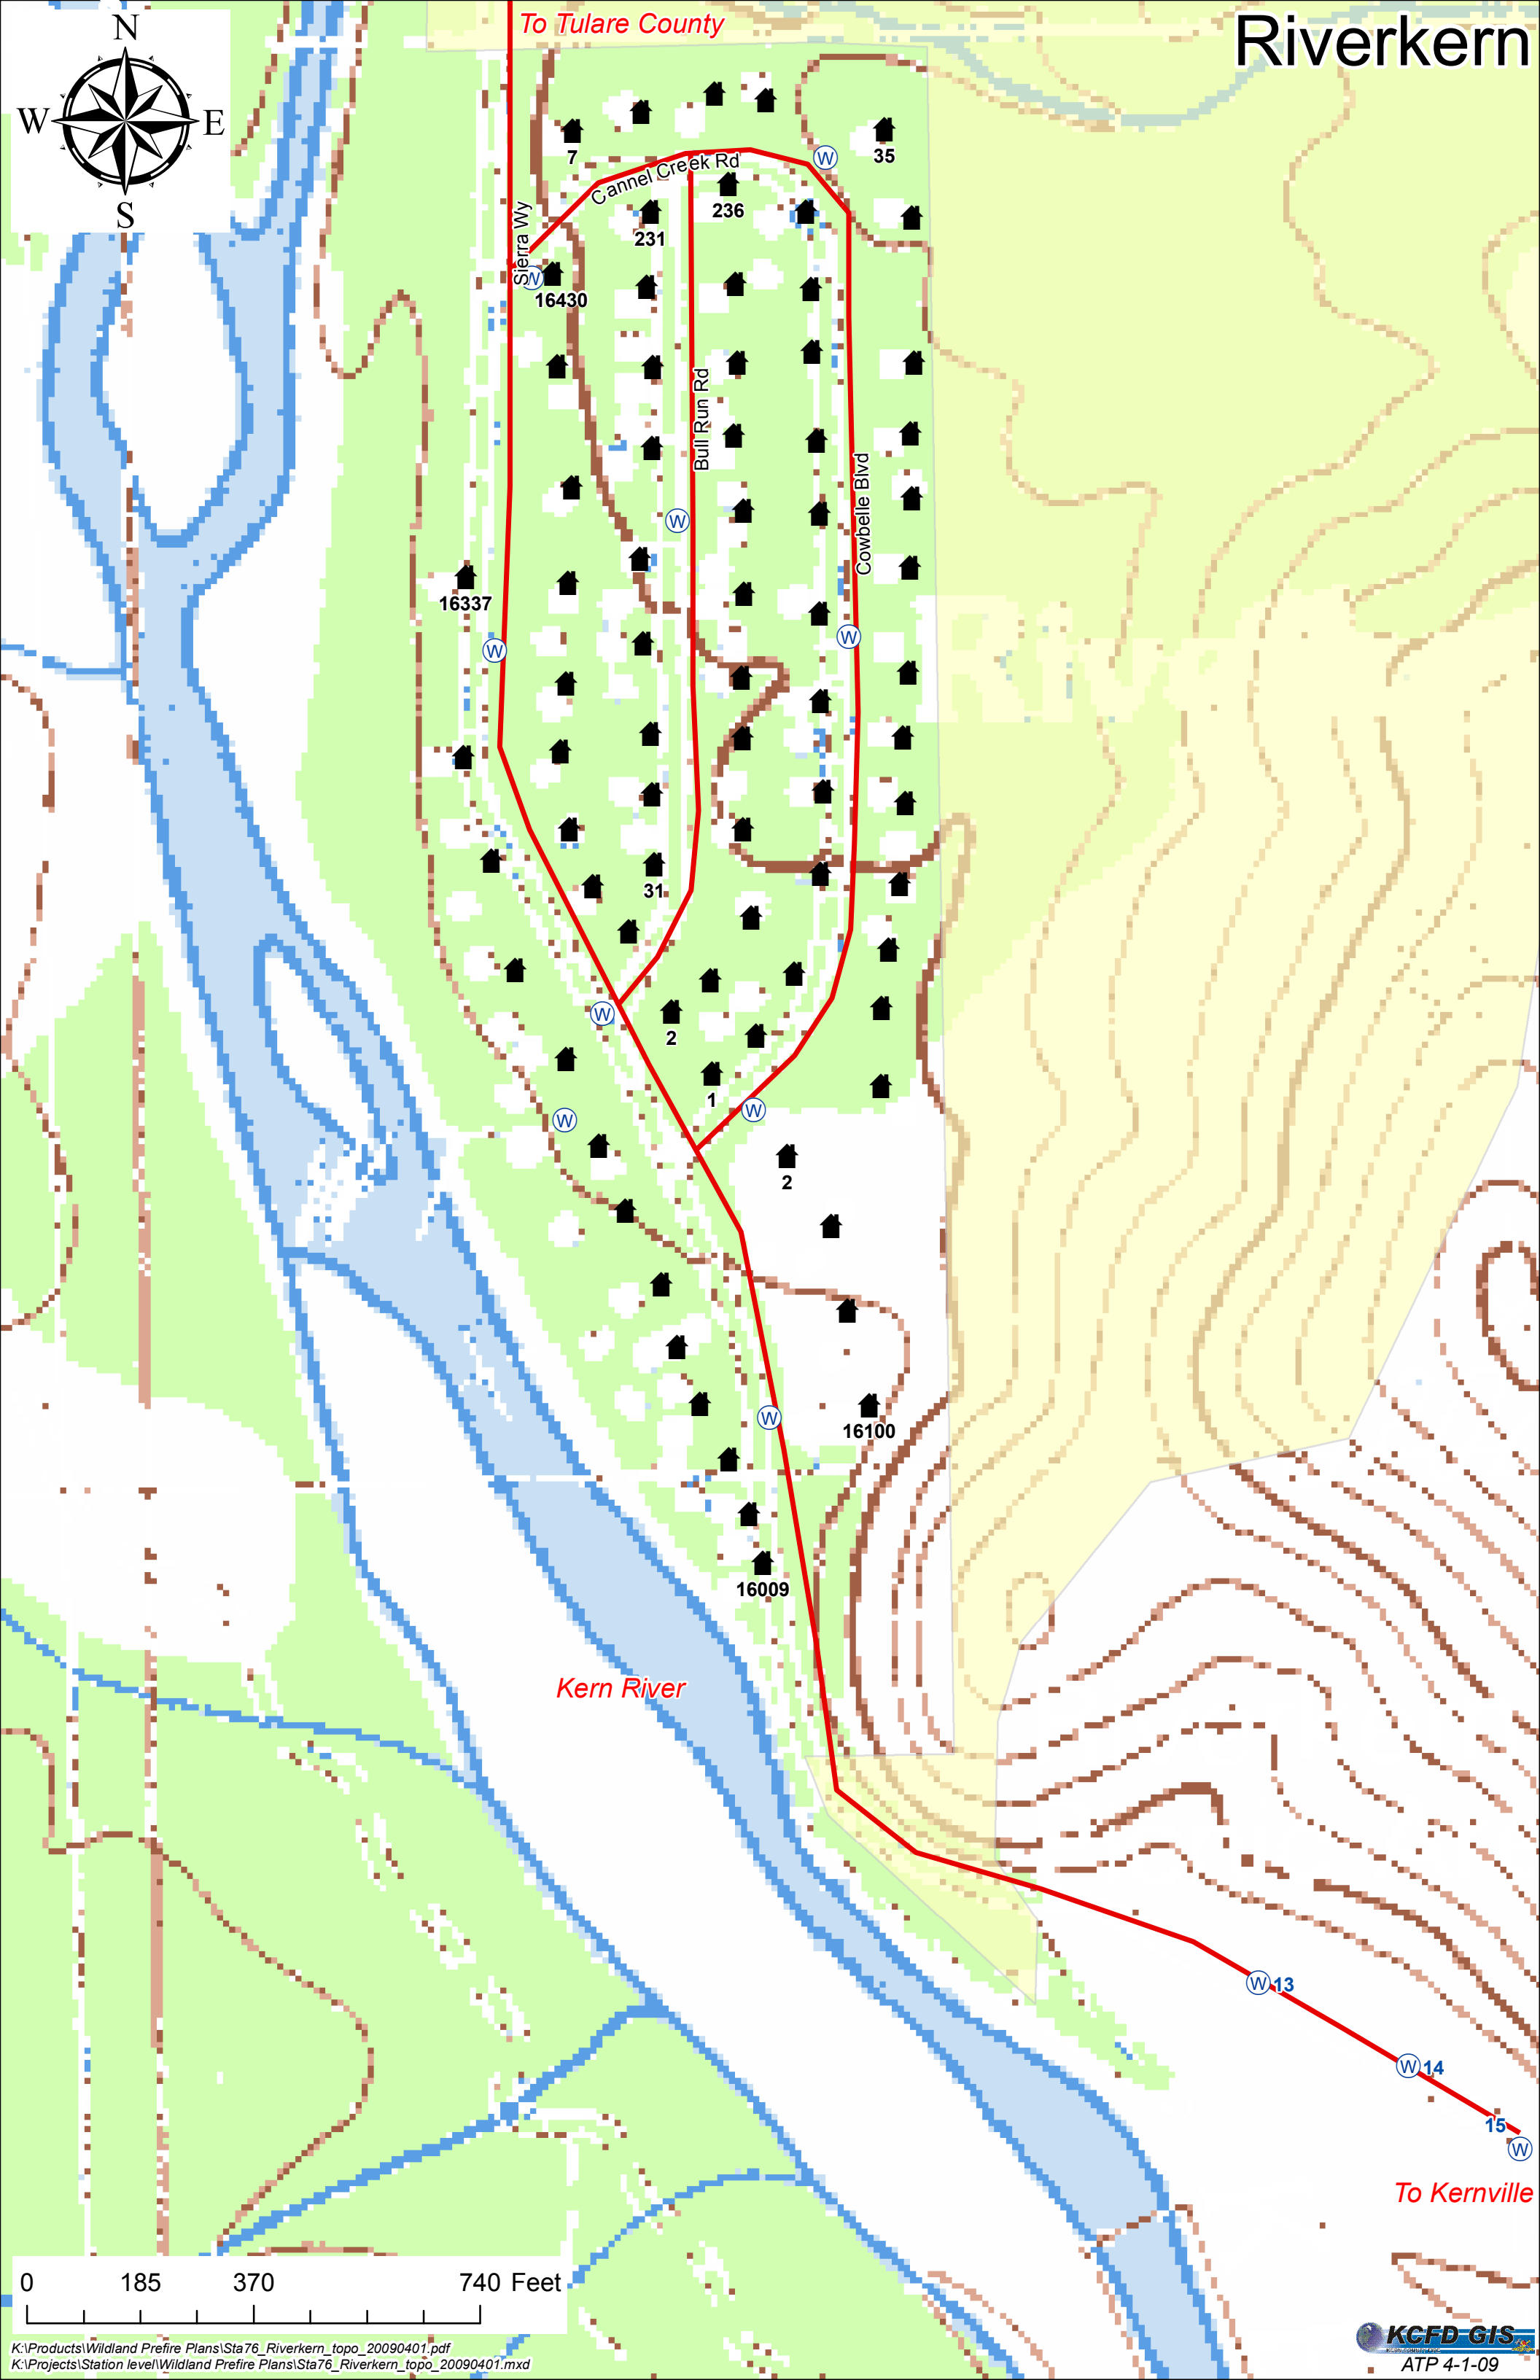 To Tulare County
Riverkern
N
W
E
S
7
35
W
Cannel Creek Rd
236
231
Sierra Wy
W
16430
Bull Run Rd
Cowbelle Blvd
W
16337
W
W
31
W
2
1
W
W
2
W
16100
16009
Kern River
W 13
W 14
15
W
To Kernville
0 185 370 740 Feet
K:\Products\Wildland Prefire Plans\Sta76_Riverkern_topo_20090401.pdf
K:\Projects\Station level\Wildland Prefire Plans\Sta76_Riverkern_topo_20090401.mxd
KCFD GIS
ATP 4-1-09